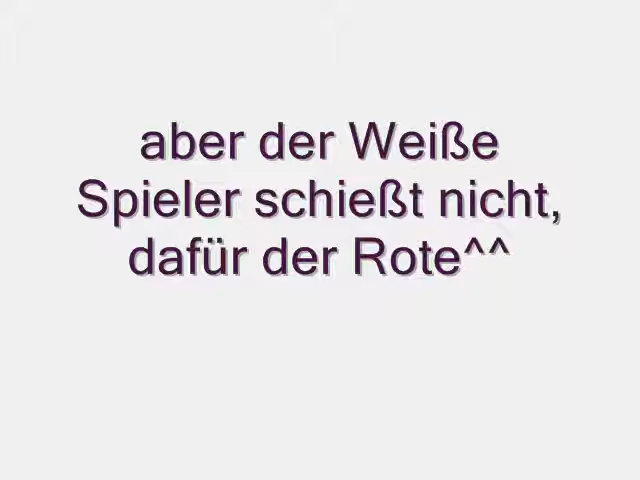 aber der Weiße
Spieler schießt nicht,
dafür der Rote^^